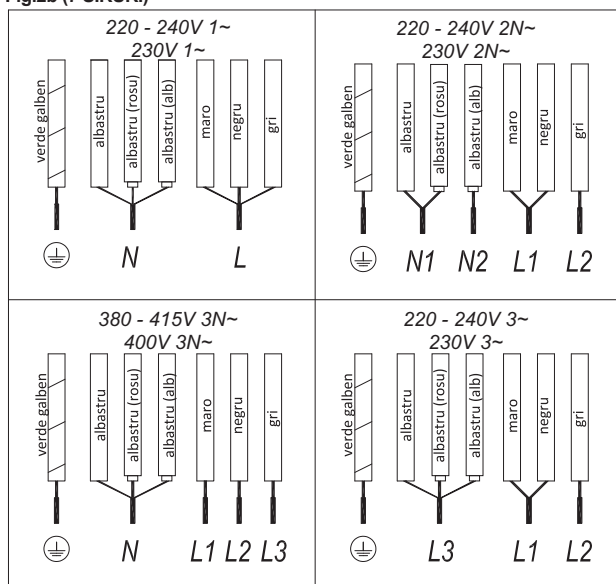 Fig.2b
220 - 240V 1~
230V 1~
verde galben
albastru
albastru (rosu)
albastru (alb)
maro
negru
gri
N
L
220 - 240V 2N~
230V 2N~
verde galben
albastru
albastru (rosu)
albastru (alb)
maro
negru
gri
N1 N2 L1 L2
380 - 415V 3N~
400V 3N~
verde galben
albastru
albastru (rosu)
albastru (alb)
maro
negru
gri
N L1 L2 L3
220 - 240V 3~
230V 3~
verde galben
albastru
albastru (rosu)
albastru (alb)
maro
negru
gri
L3 L1 L2